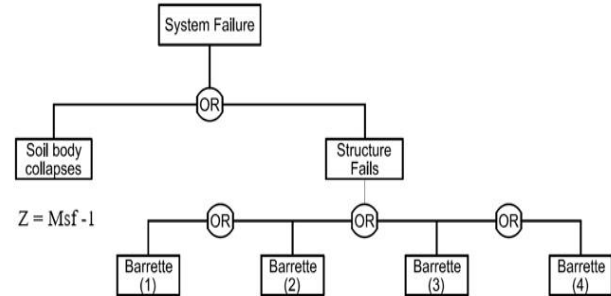 System Failure
OR
Soil body
collapses
Structure
Fails
Z = Msf -1
OR
OR
OR
Barrette
(1)
Barrette
(2)
Barrette
(3)
Barrette
(4)